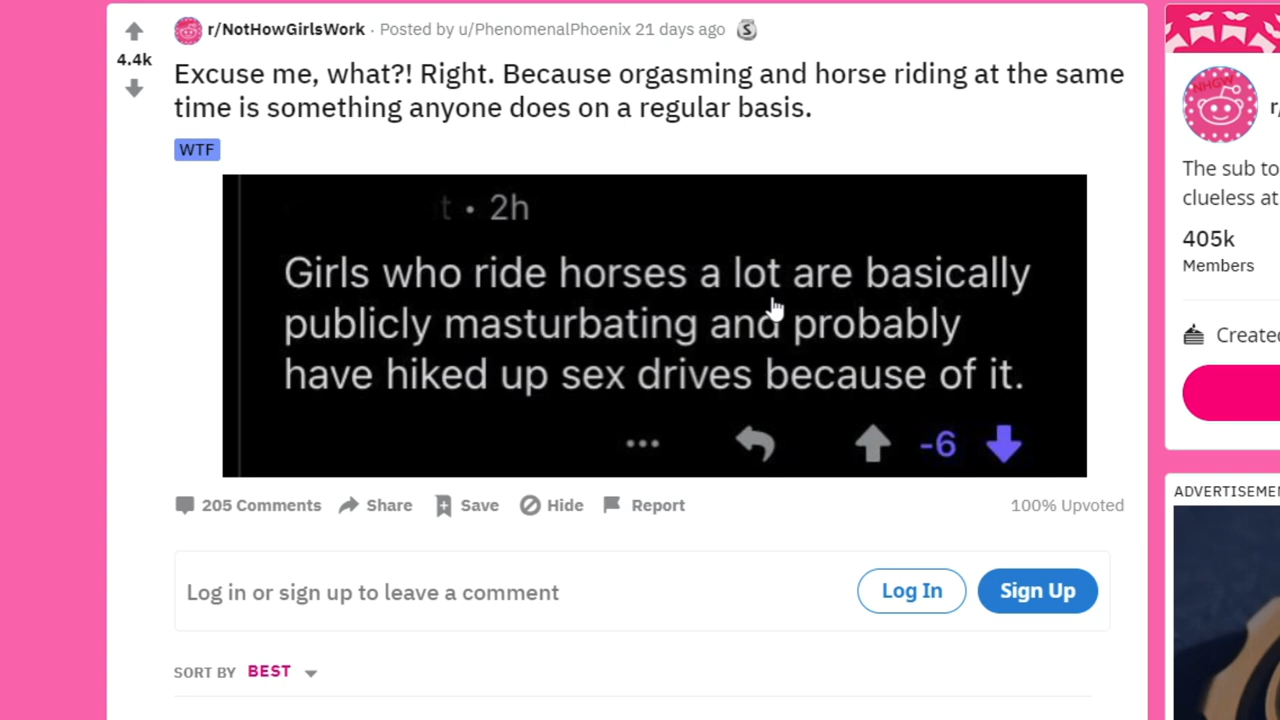 r/NotHowGirlsWork · Posted by u/PhenomenalPhoenix 21 days ago
4.4k
Excuse me, what?! Right. Because orgasming and horse riding at the same
time is something anyone does on a regular basis.
WTF
t · 2h
Girls who ride horses a lot are basically
publicly masturbating and probably
have hiked up sex drives because of it.
-6
205 Comments Share Save Hide Report 100% Upvoted
Log in or sign up to leave a comment Log In Sign Up
SORT BY BEST
NHGW
r/
The sub to
clueless at
405k
Members
Created
ADVERTISEMEN